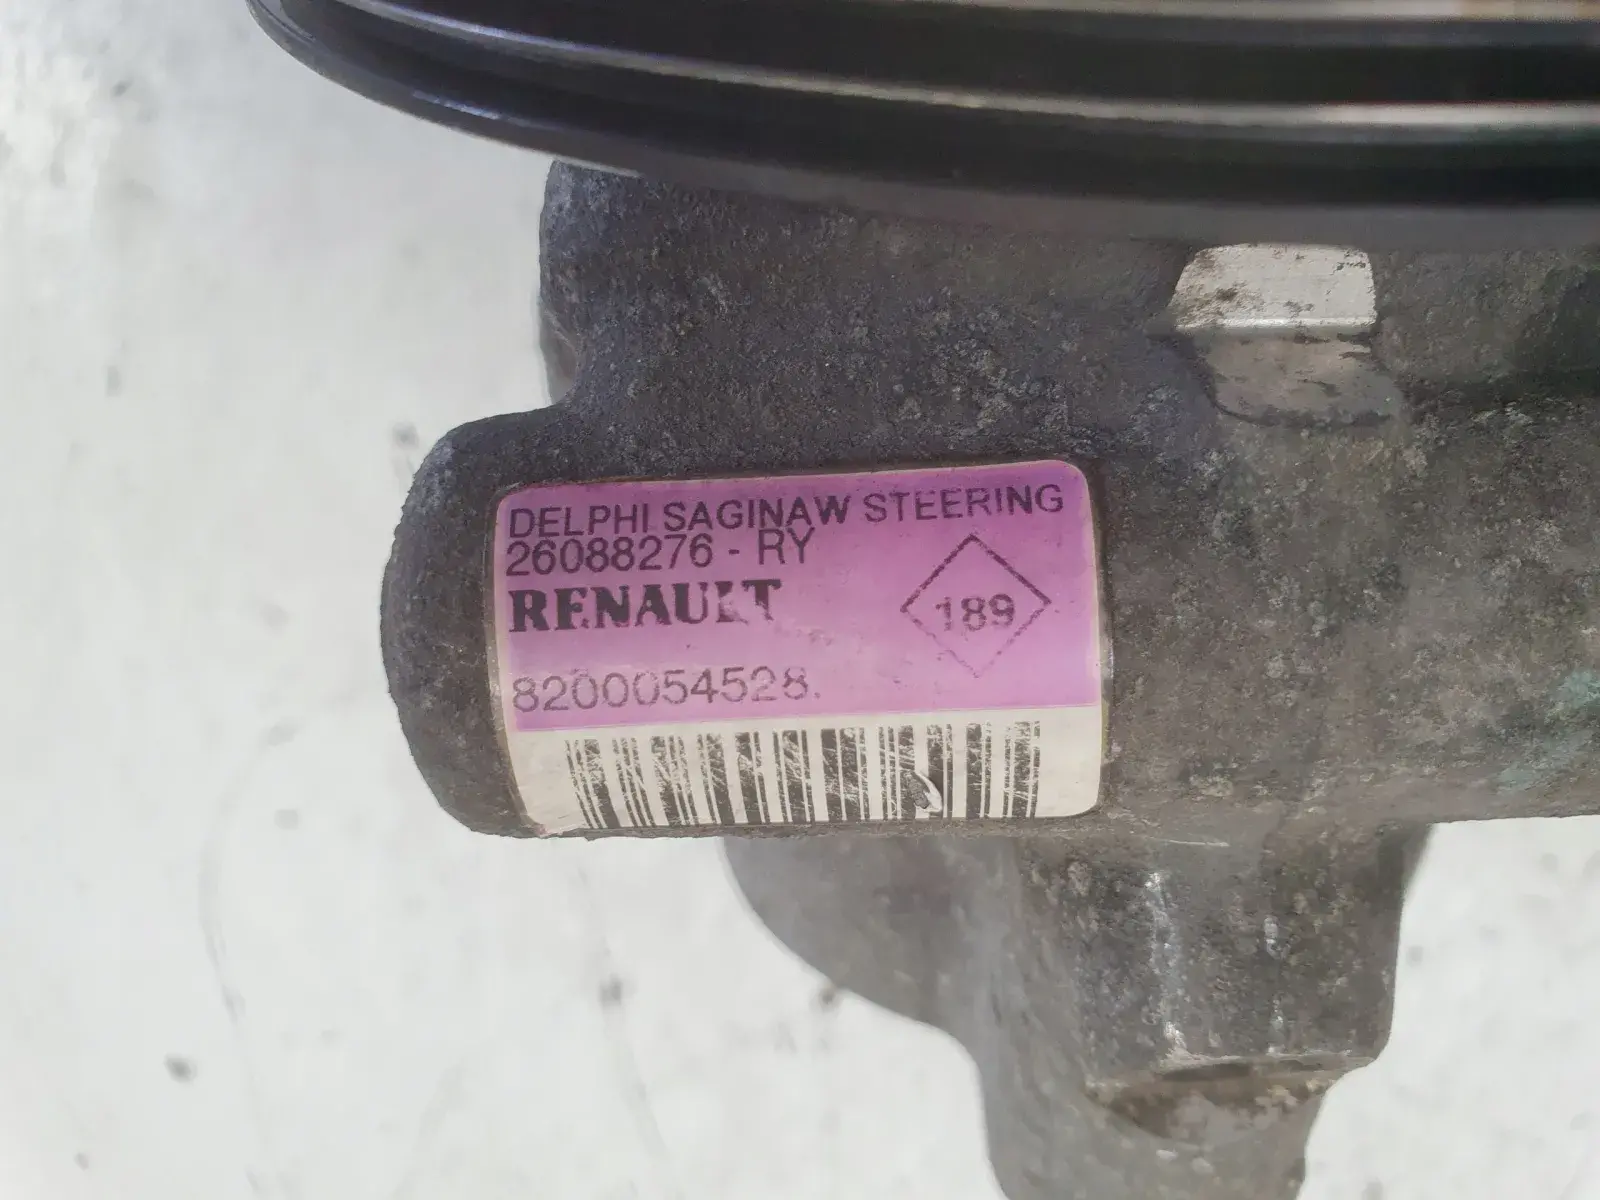 DELPHI SAGINAW STEERING
26088276 - RY
RENAULT
189
8200054528.